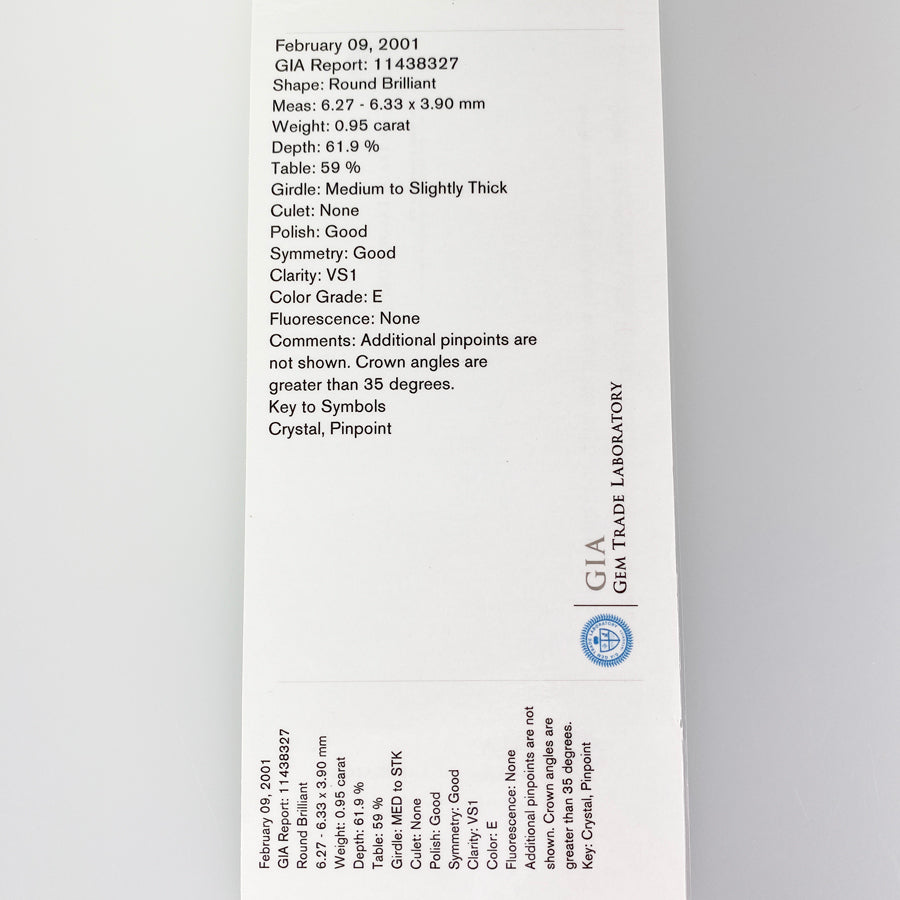 February 09, 2001
GIA Report: 11438327
Shape: Round Brilliant
Meas: 6.27 - 6.33 x 3.90 mm
Weight: 0.95 carat
Depth: 61.9 %
Table: 59 %
Girdle: Medium to Slightly Thick
Culet: None
Polish: Good
Symmetry: Good
Clarity: VS1
Color Grade: E
Fluorescence: None
Comments: Additional pinpoints are
not shown. Crown angles are
greater than 35 degrees.
Key to Symbols
Crystal, Pinpoint
GIA
GEM TRADE LABORATORY
February 09, 2001
GIA Report: 11438327
Round Brilliant
6.27 - 6.33 x 3.90 mm
Weight: 0.95 carat
Depth: 61.9 %
Table: 59 %
Girdle: MED to STK
Culet: None
Polish: Good
Symmetry: Good
Clarity: VS1
Color: E
Fluorescence: None
Additional pinpoints are not
shown. Crown angles are
greater than 35 degrees.
Key: Crystal, Pinpoint